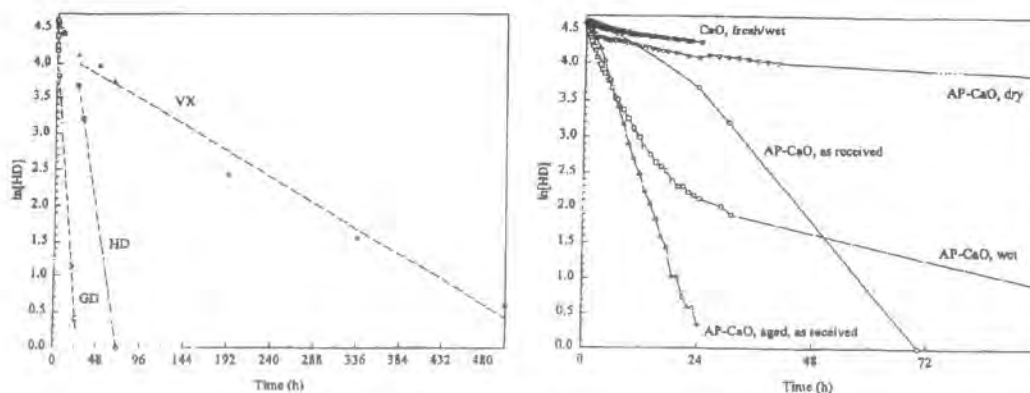 4.5
4.0
3.5
3.0
2.5
2.0
1.5
1.0
0.5
0.0
ln[HD]
VX
HD
GD
0 48 96 144 192 240 288 336 384 432 480
Time (h)
4.5
4.0
3.5
3.0
2.5
2.0
1.5
1.0
0.5
0.0
ln[HD]
CaO, fresh/wet
AP-CaO, dry
AP-CaO, as received
AP-CaO, wet
AP-CaO, aged, as received
0 24 48 72
Time (h)